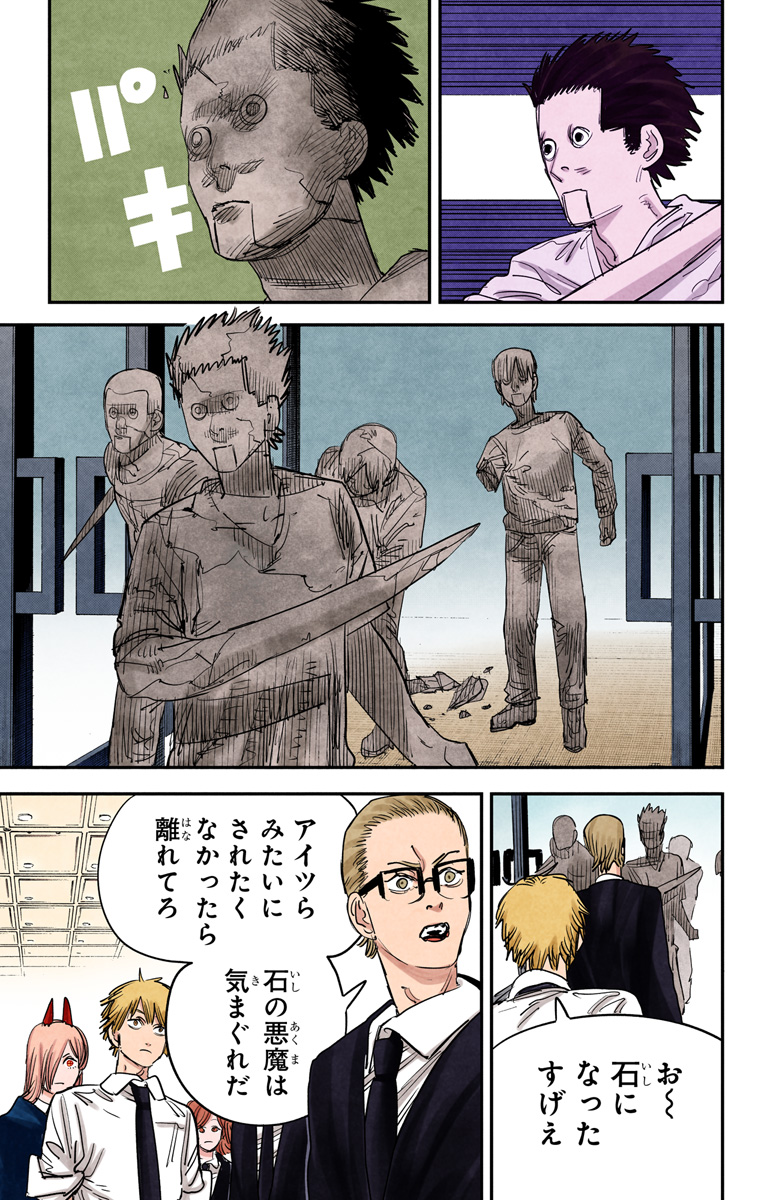 パキ
お〜
石に
なった
すげえ
アイツら
みたいに
されたく
なかったら
離れてろ
石の悪魔は
気まぐれだ